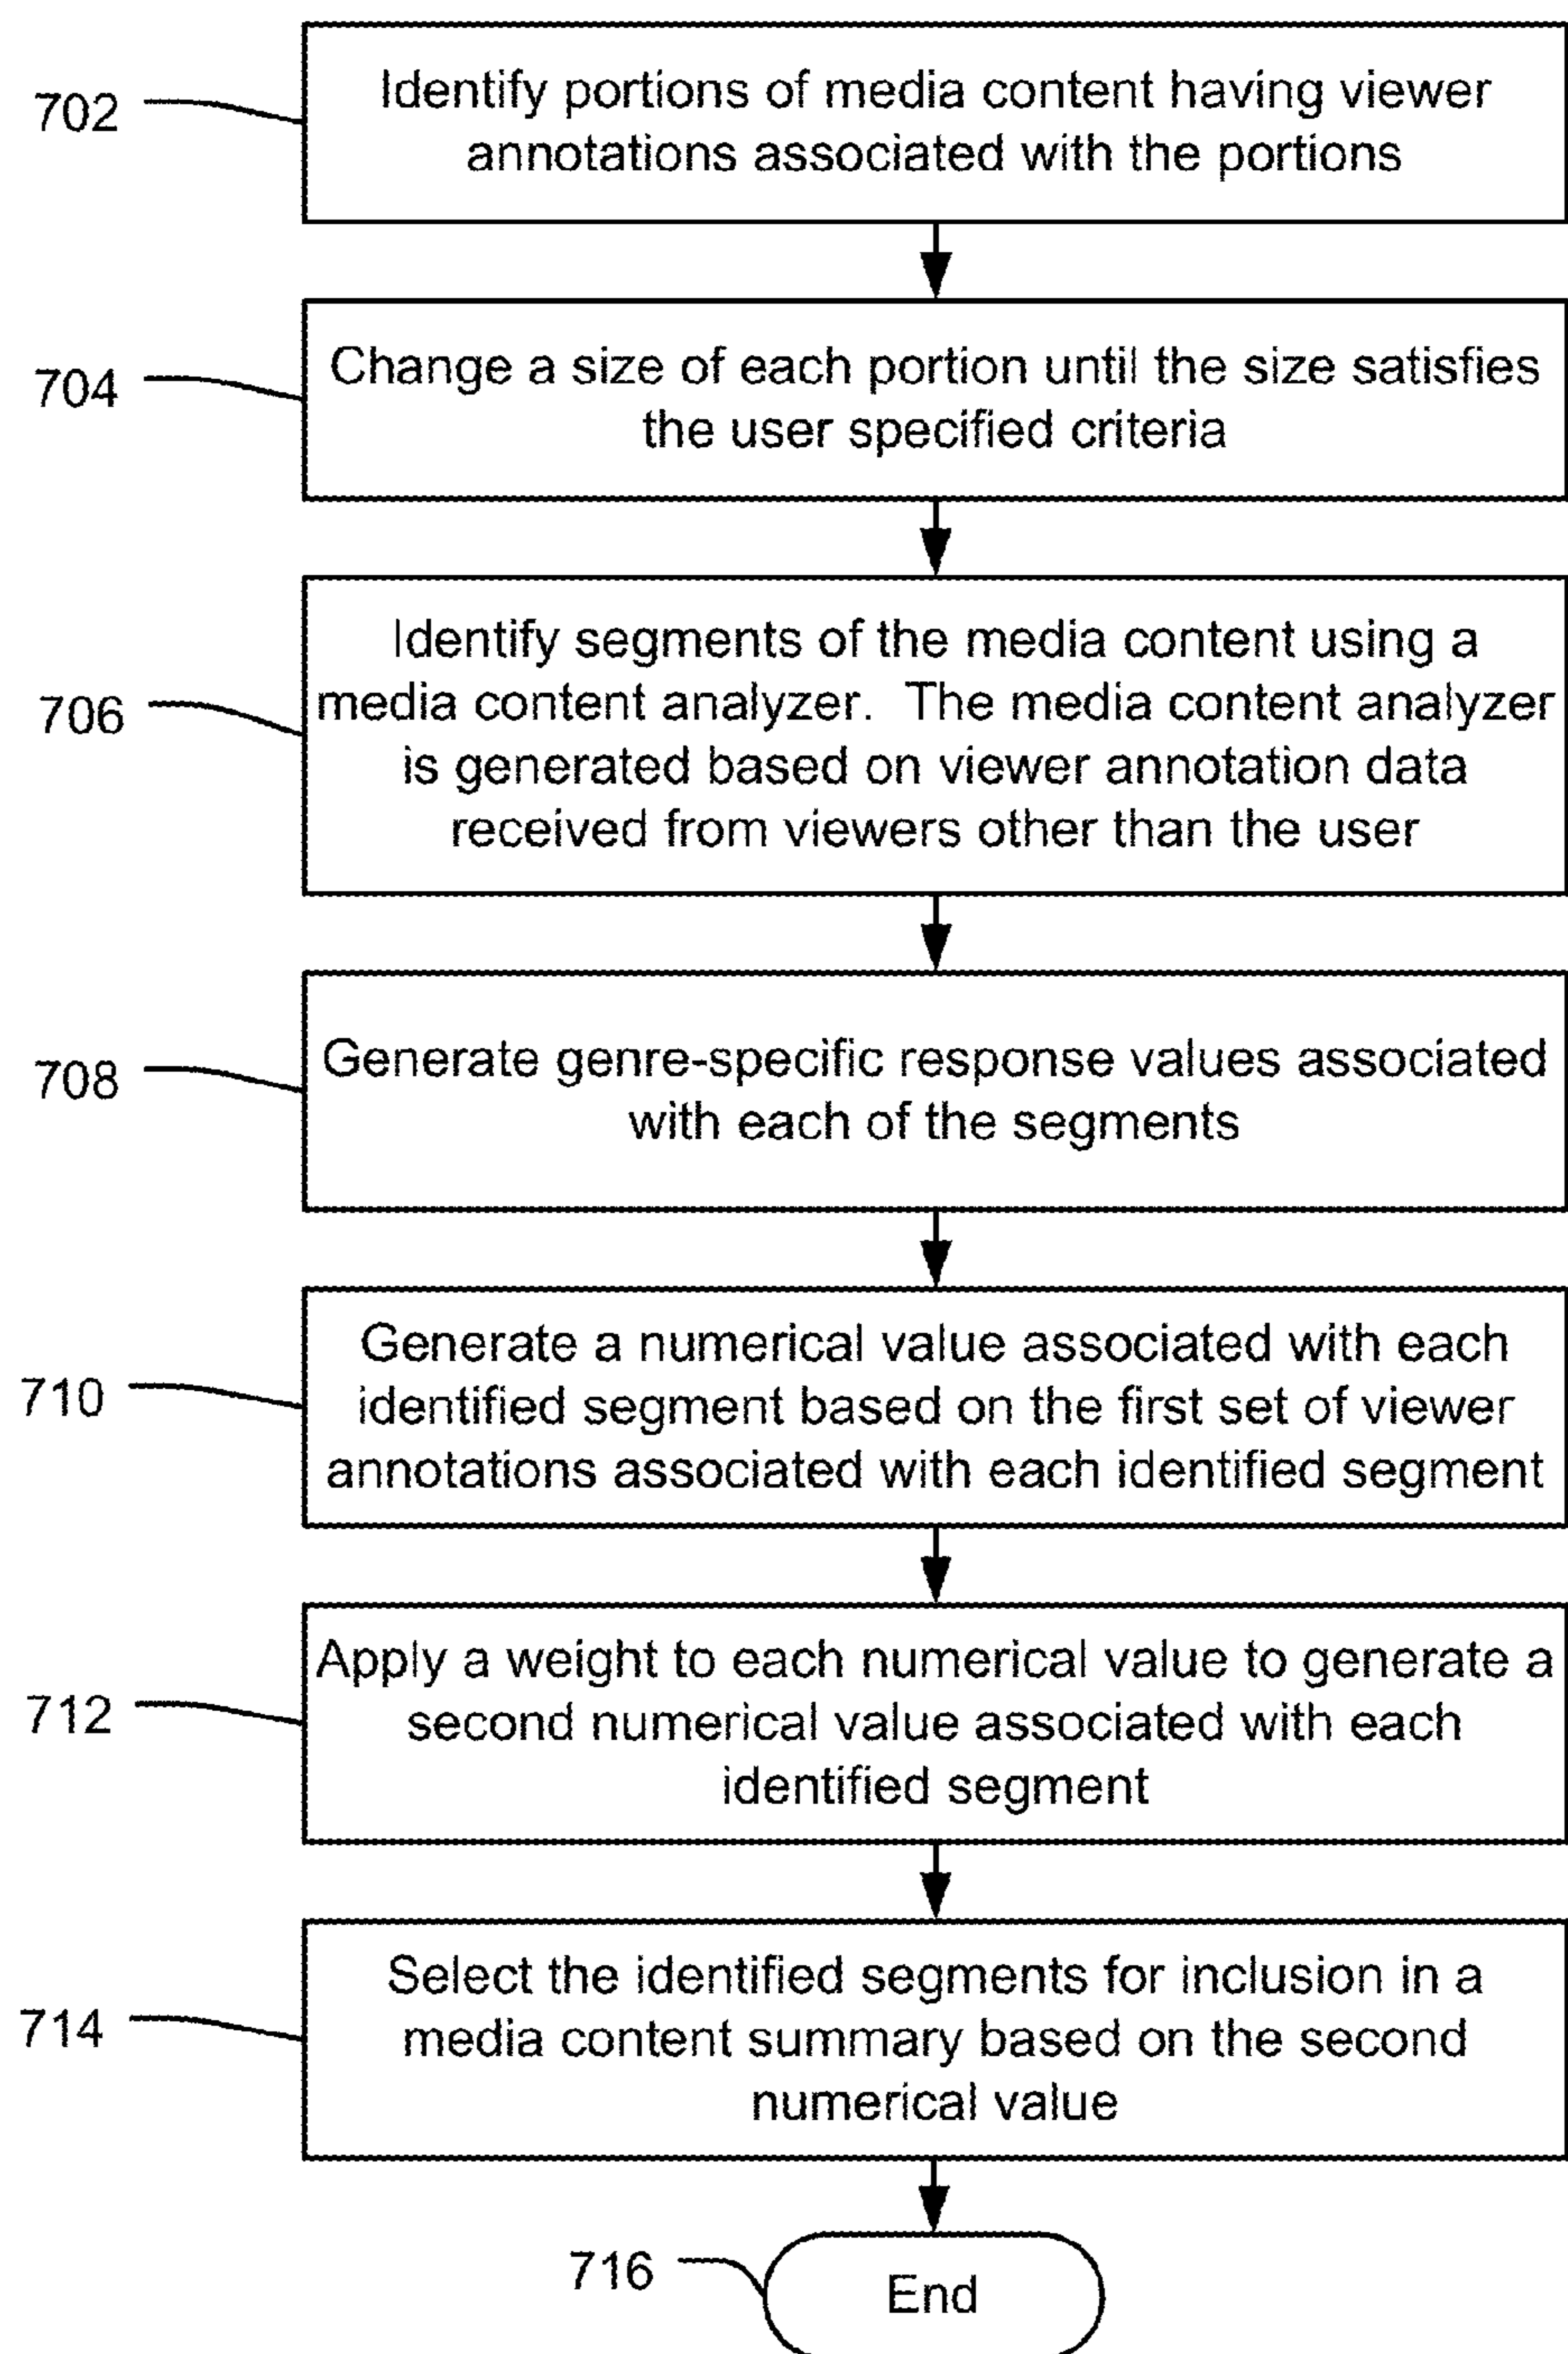 702
Identify portions of media content having viewer
annotations associated with the portions
704
Change a size of each portion until the size satisfies
the user specified criteria
706
Identify segments of the media content using a
media content analyzer. The media content analyzer
is generated based on viewer annotation data
received from viewers other than the user
708
Generate genre-specific response values associated
with each of the segments
710
Generate a numerical value associated with each
identified segment based on the first set of viewer
annotations associated with each identified segment
712
Apply a weight to each numerical value to generate a
second numerical value associated with each
identified segment
714
Select the identified segments for inclusion in a
media content summary based on the second
numerical value
716
End